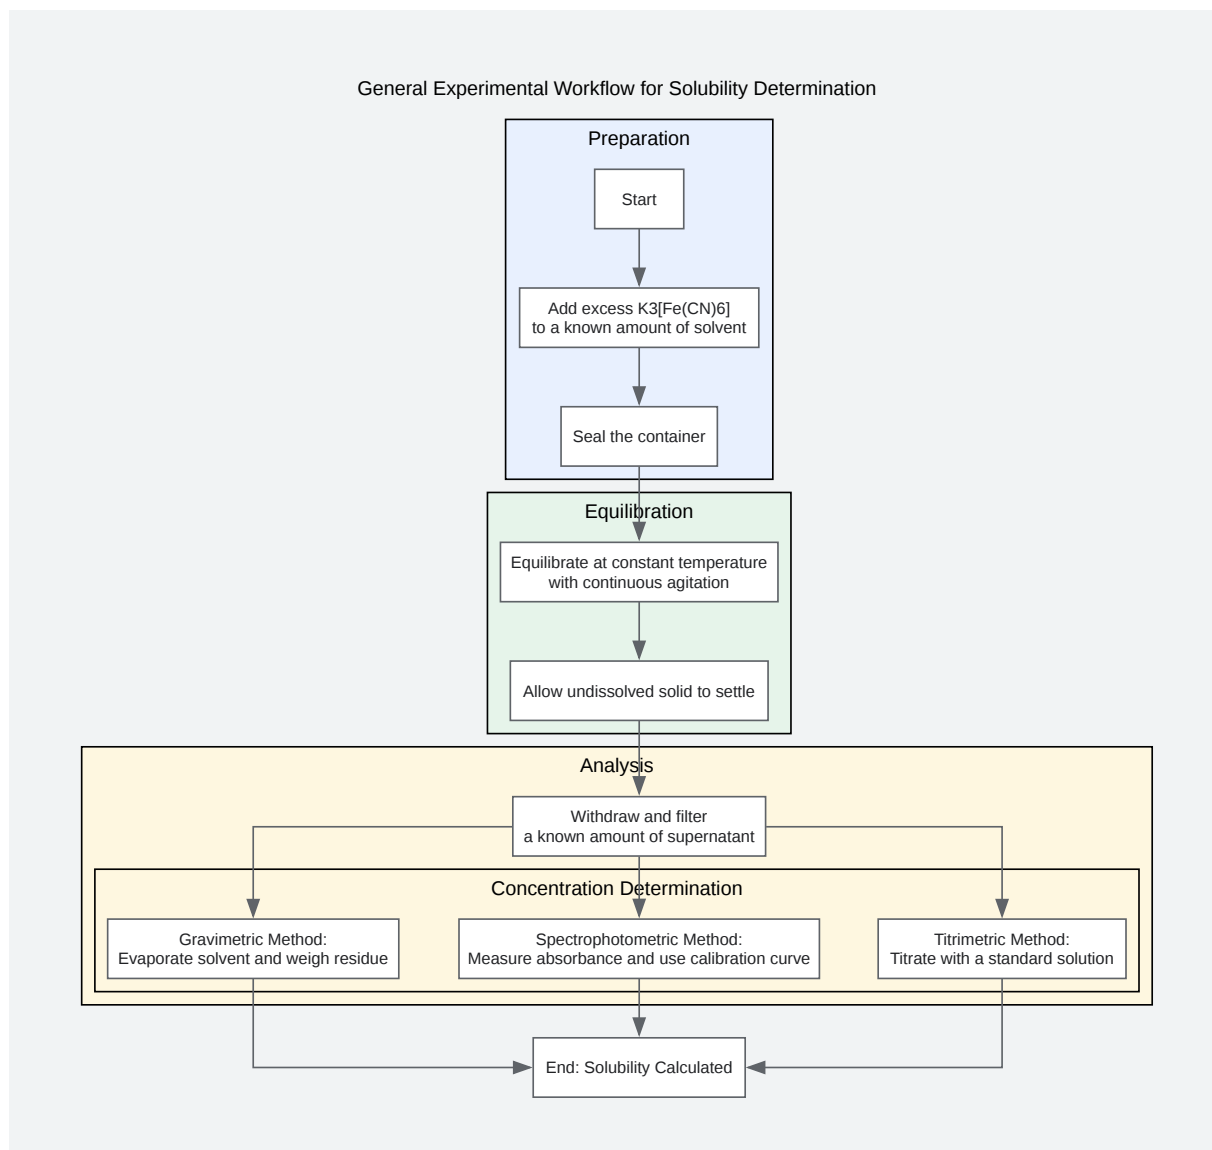 General Experimental Workflow for Solubility Determination
Preparation
Start
Add excess K3[Fe(CN)6]
to a known amount of solvent
Seal the container
Equilibration
Equilibrate at constant temperature
with continuous agitation
Allow undissolved solid to settle
Analysis
Withdraw and filter
a known amount of supernatant
Concentration Determination
Gravimetric Method:
Evaporate solvent and weigh residue
Spectrophotometric Method:
Measure absorbance and use calibration curve
Titrimetric Method:
Titrate with a standard solution
End: Solubility Calculated